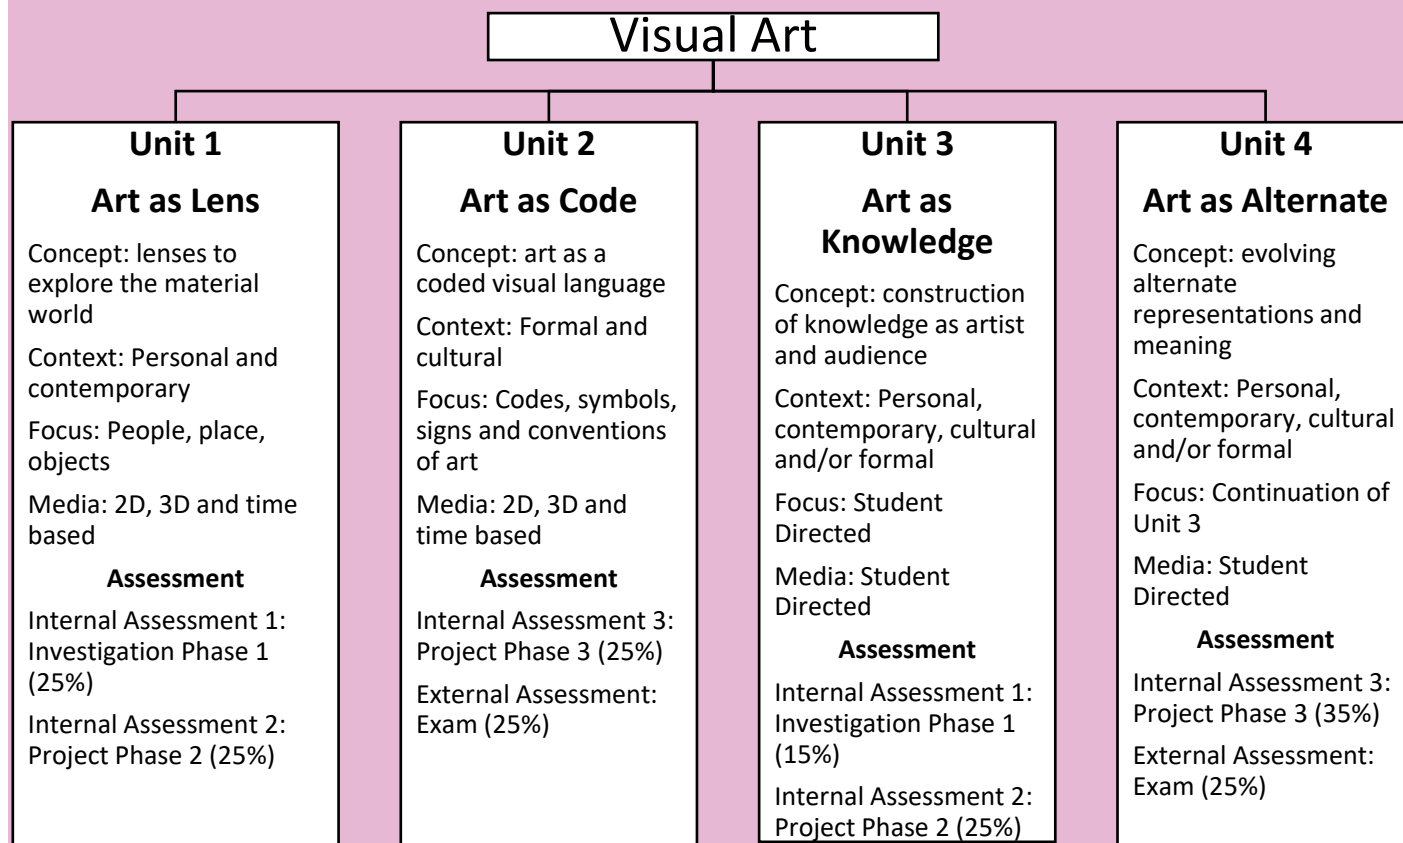 Visual Art
Unit 1
Art as Lens
Concept: lenses to
explore the material
world
Context: Personal and
contemporary
Focus: People, place,
objects
Media: 2D, 3D and time
based
Assessment
Internal Assessment 1:
Investigation Phase 1
(25%)
Internal Assessment 2:
Project Phase 2 (25%)
Unit 2
Art as Code
Concept: art as a
coded visual language
Context: Formal and
cultural
Focus: Codes, symbols,
signs and conventions
of art
Media: 2D, 3D and
time based
Assessment
Internal Assessment 3:
Project Phase 3 (25%)
External Assessment:
Exam (25%)
Unit 3
Art as
Knowledge
Concept: construction
of knowledge as artist
and audience
Context: Personal,
contemporary, cultural
and/or formal
Focus: Student
Directed
Media: Student
Directed
Assessment
Internal Assessment 1:
Investigation Phase 1
(15%)
Internal Assessment 2:
Project Phase 2 (25%)
Unit 4
Art as Alternate
Concept: evolving
alternate
representations and
meaning
Context: Personal,
contemporary, cultural
and/or formal
Focus: Continuation of
Unit 3
Media: Student
Directed
Assessment
Internal Assessment 3:
Project Phase 3 (35%)
External Assessment:
Exam (25%)